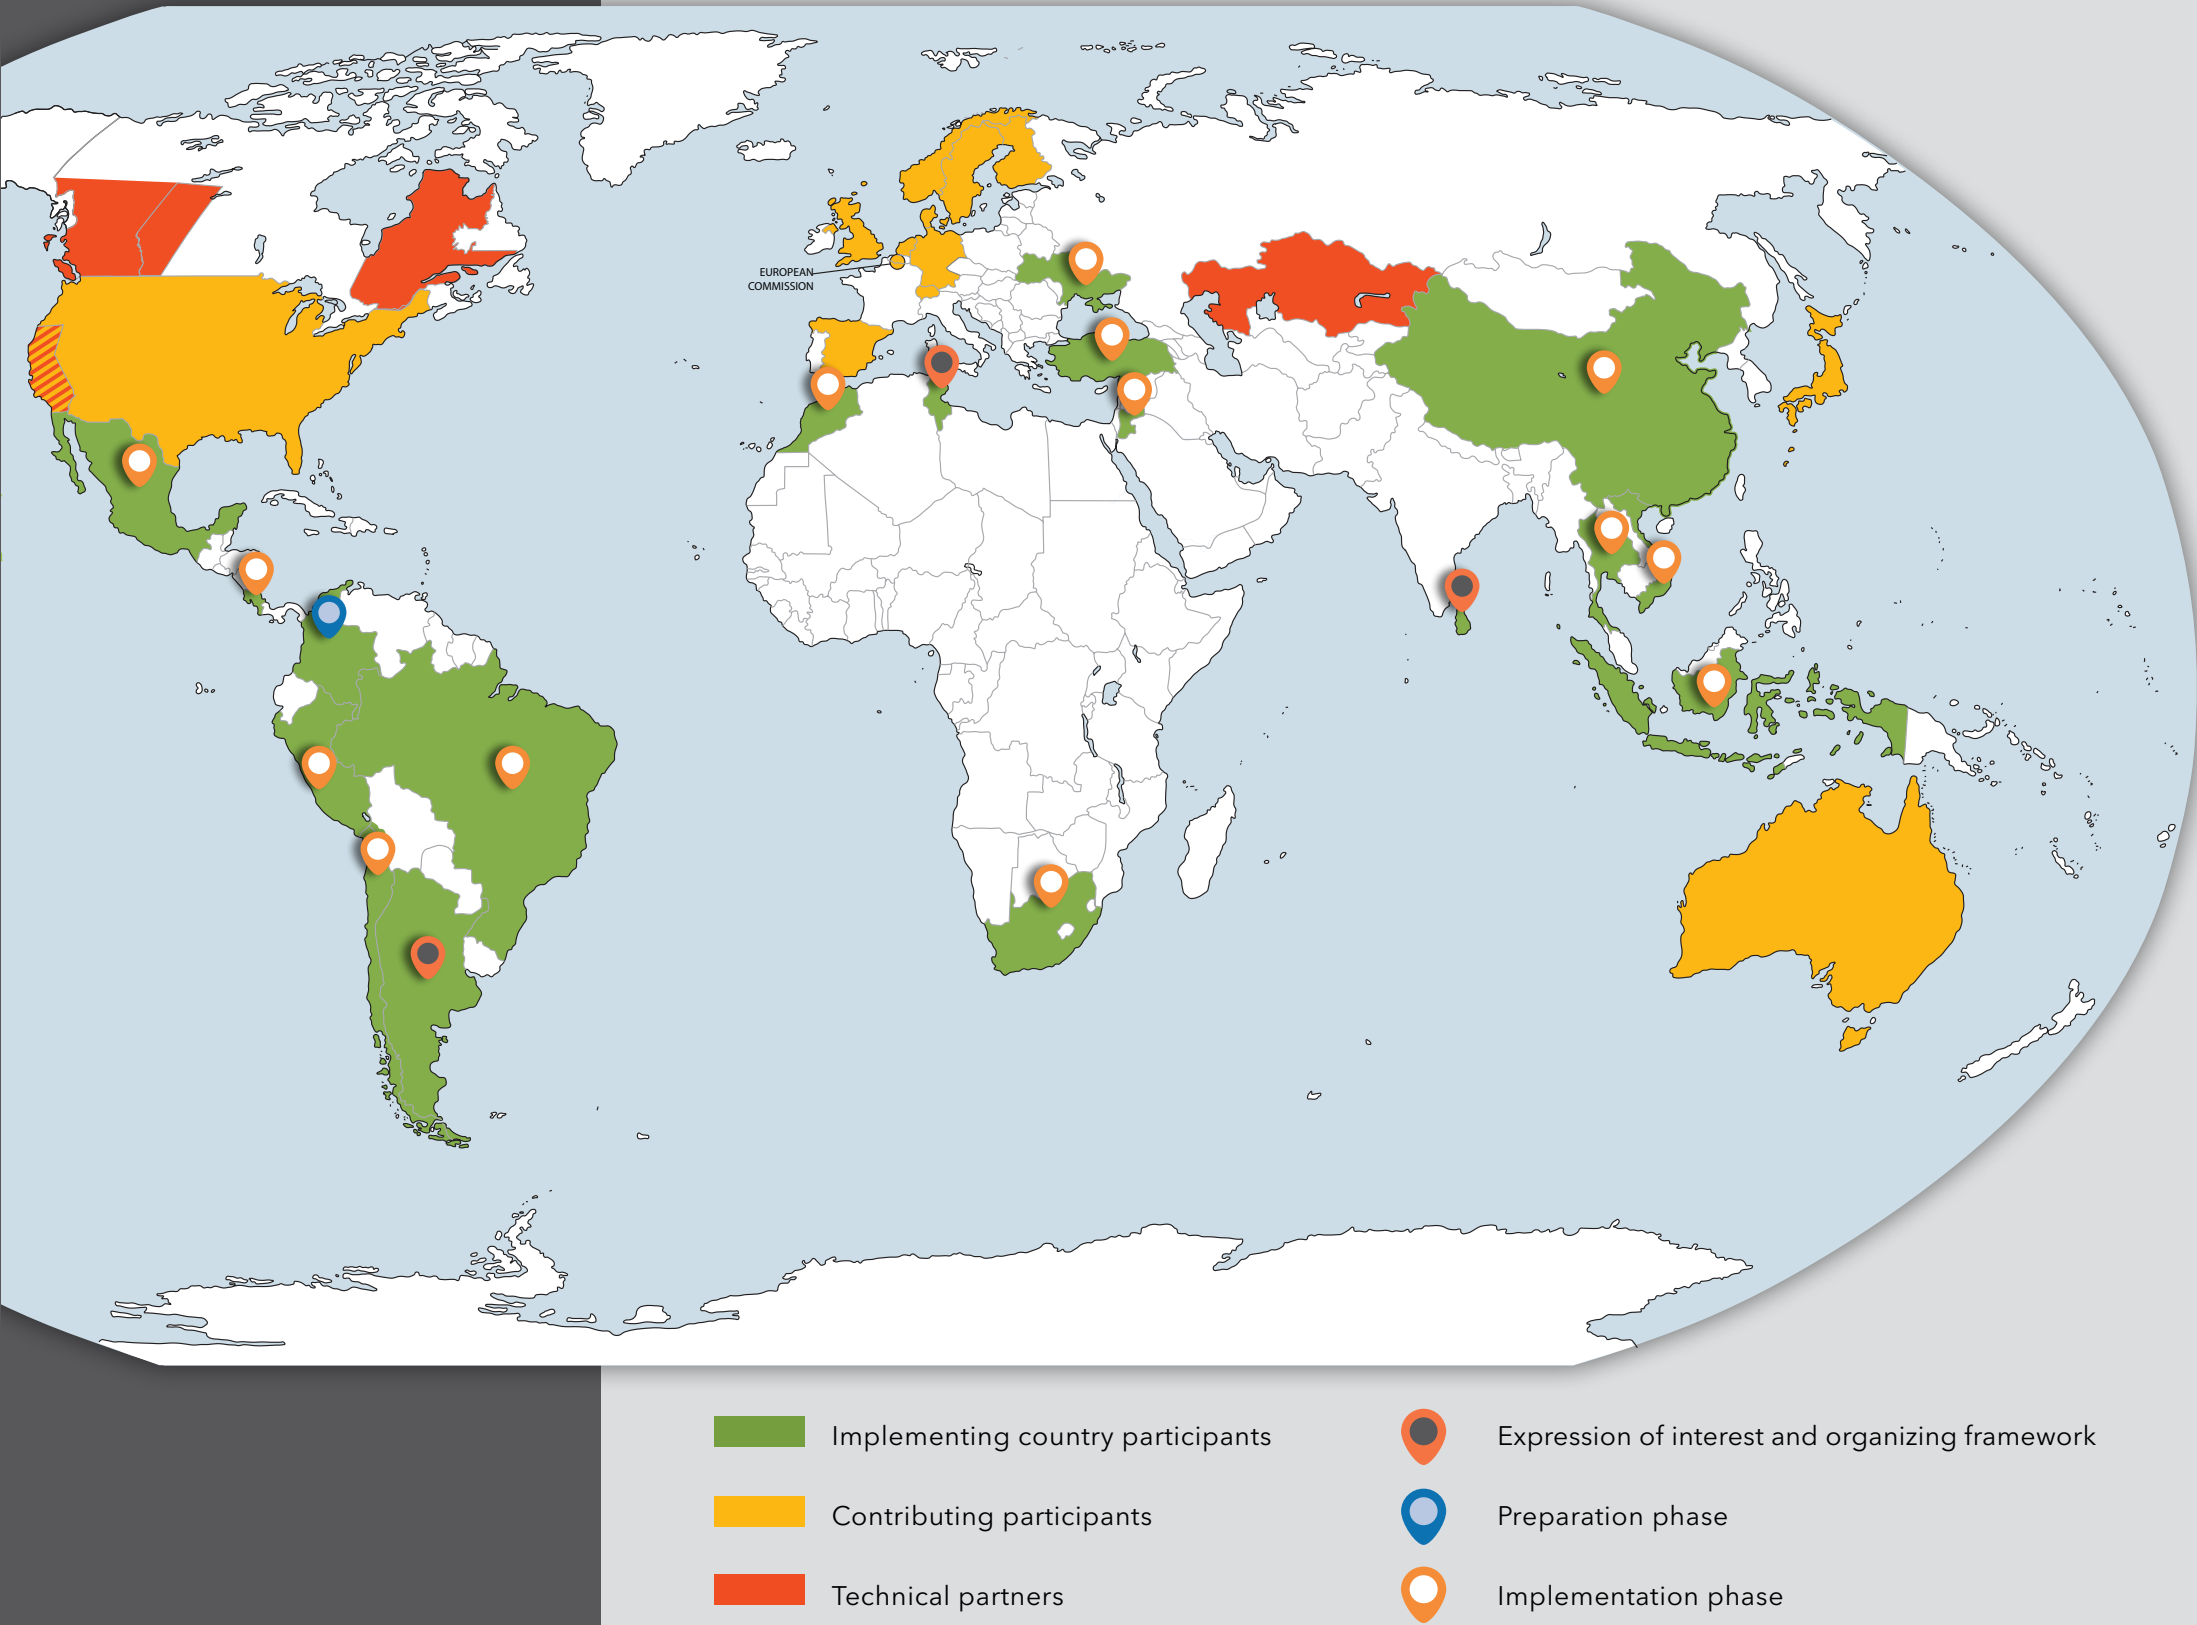 EUROPEAN
COMMISSION
Implementing country participants
Expression of interest and organizing framework
Contributing participants
Preparation phase
Technical partners
Implementation phase